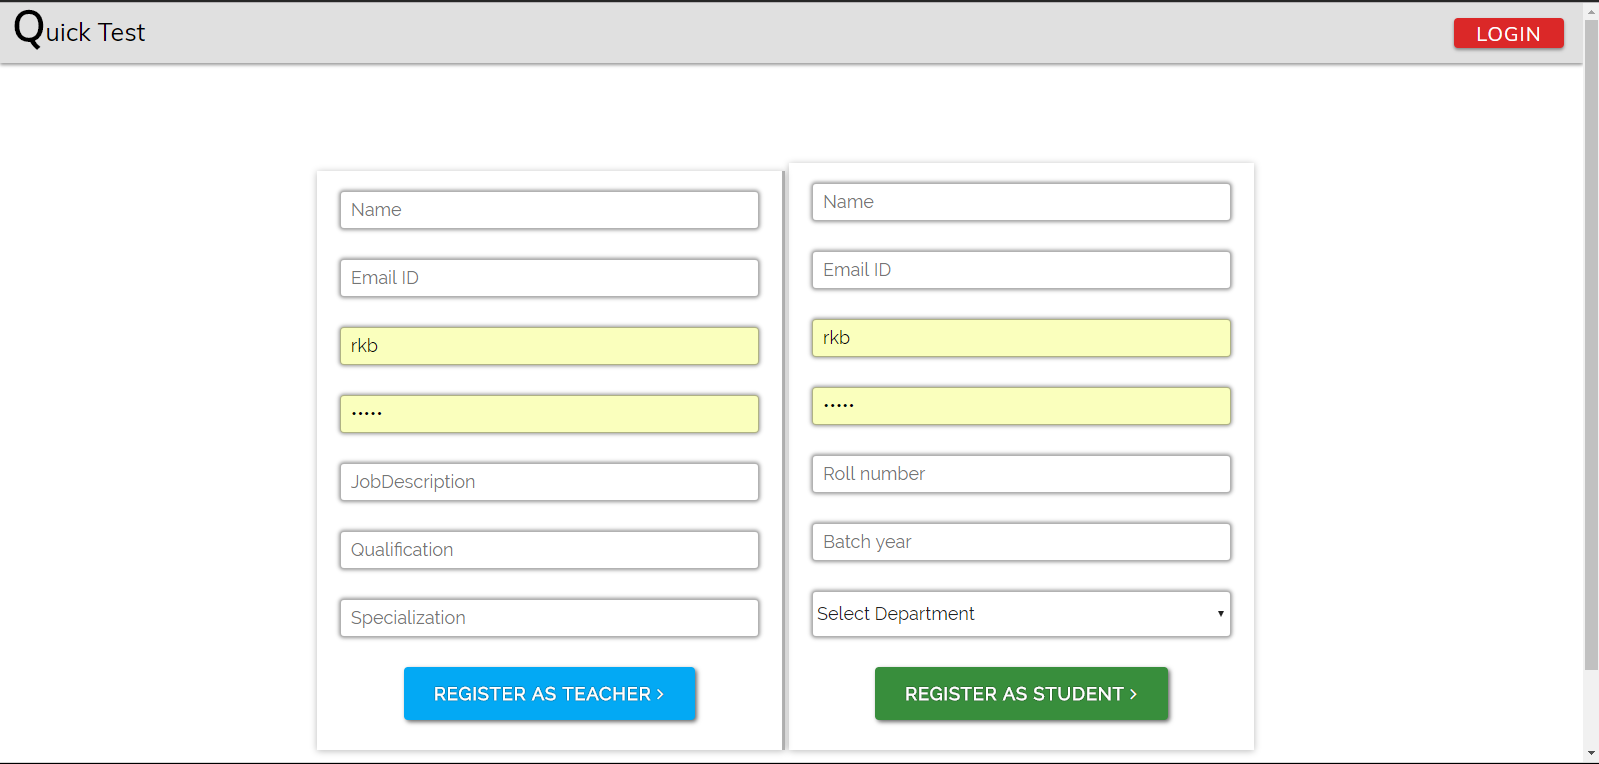 Quick Test
LOGIN
Name
Email ID
rkb
•••••
JobDescription
Qualification
Specialization
REGISTER AS TEACHER >
Name
Email ID
rkb
•••••
Roll number
Batch year
Select Department
REGISTER AS STUDENT >